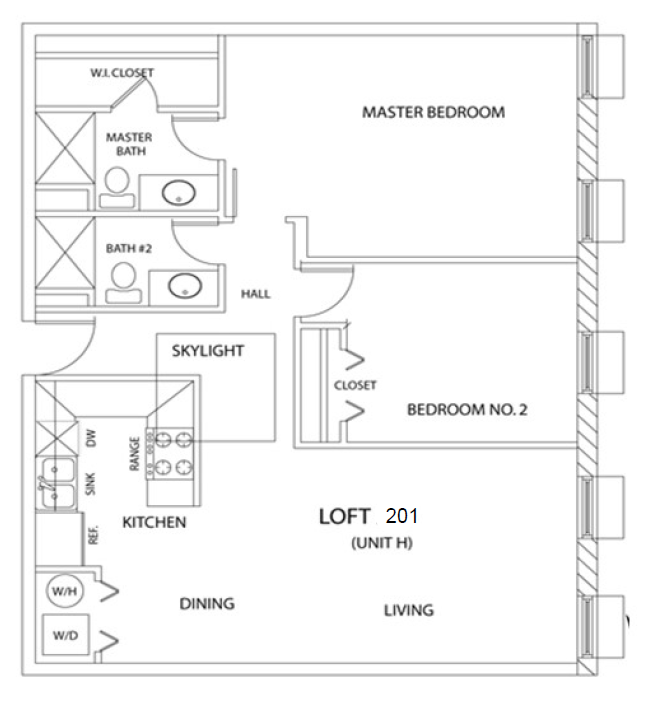 W.I. CLOSET
MASTER BEDROOM
MASTER
BATH
BATH #2
HALL
SKYLIGHT
CLOSET
BEDROOM NO. 2
DW
RANGE
SINK
KITCHEN
REF.
LOFT 201
(UNIT H)
W/H
DINING
LIVING
W/D